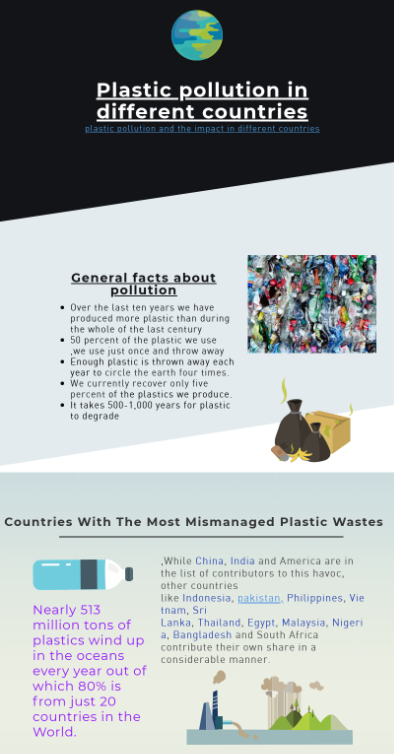 Plastic pollution in
different countries
plastic pollution and the impact in different countries
General facts about
pollution
Over the last ten years we have
produced more plastic than during
the whole of the last century
50 percent of the plastic we use
,we use just once and throw away
Enough plastic is thrown away each
year to circle the earth four times.
We currently recover only five
percent of the plastics we produce.
It takes 500-1,000 years for plastic
to degrade
Countries With The Most Mismanaged Plastic Wastes
Nearly 513
million tons of
plastics wind up
in the oceans
every year out of
which 80% is
from just 20
countries in the
World.
,While China, India and America are in
the list of contributors to this havoc,
other countries
like Indonesia, pakistan, Philippines, Vie
tnam, Sri
Lanka, Thailand, Egypt, Malaysia, Nigeri
a, Bangladesh and South Africa
contribute their own share in a
considerable manner.